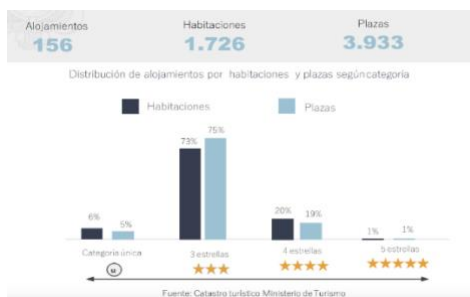 Alojamientos Habitaciones Plazas
156 1.726 3.933
Distribución de alojamientos por habitaciones y plazas según categoría
Habitaciones Plazas
6% 5% 73% 75% 20% 19% 1% 1%
Categoría única 3 estrellas 4 estrellas 5 estrellas
Fuente: Catastro turístico Ministerio de Turismo